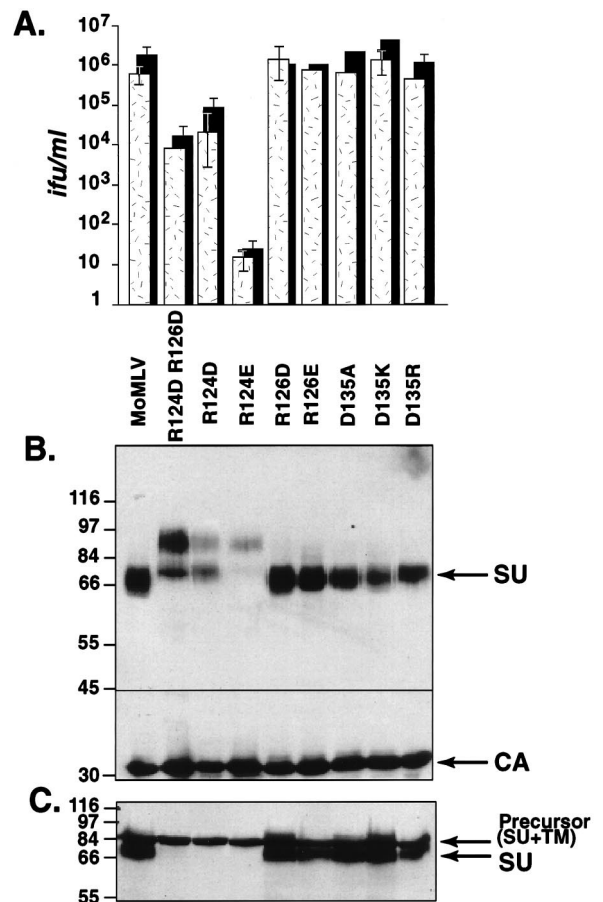 A.
10⁷
10⁶
10⁵
10⁴
10³
10²
10
1
ifu/ml
MoMLV
R124D R126D
R124D
R124E
R126D
R126E
D135A
D135K
D135R
B.
116
97
84
66
55
45
30
SU
CA
C.
116
97
84
66
55
Precursor
(SU+TM)
SU